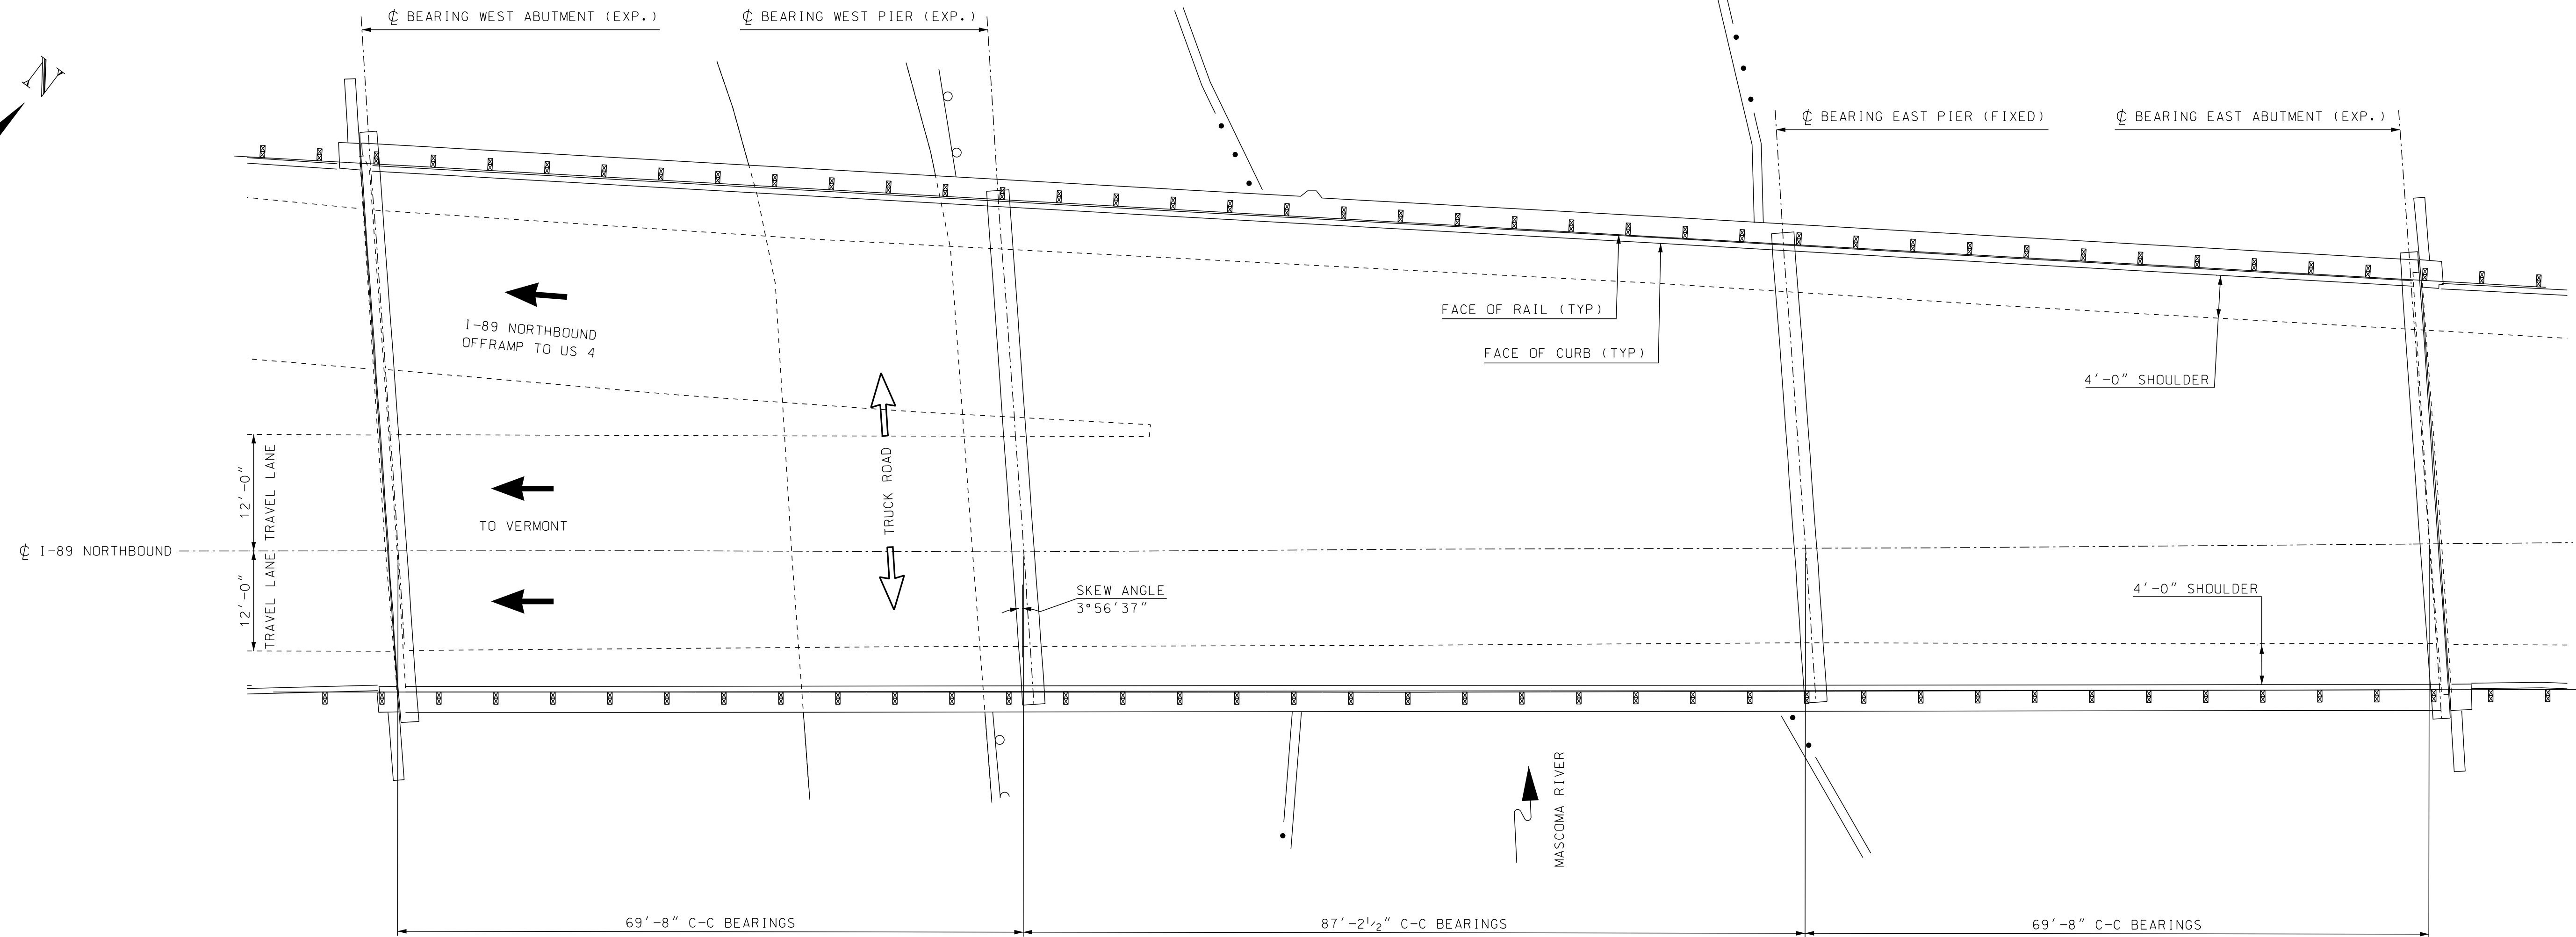 ℄ BEARING WEST ABUTMENT (EXP.)
℄ BEARING WEST PIER (EXP.)
N
℄ BEARING EAST PIER (FIXED)
℄ BEARING EAST ABUTMENT (EXP.)
I-89 NORTHBOUND
OFFRAMP TO US 4
FACE OF RAIL (TYP)
FACE OF CURB (TYP)
4'-0" SHOULDER
12'-0"
TRAVEL LANE
TRUCK ROAD
TO VERMONT
℄ I-89 NORTHBOUND
12'-0"
TRAVEL LANE
SKEW ANGLE
3°56'37"
4'-0" SHOULDER
MASCOMA RIVER
69'-8" C-C BEARINGS
87'-2½" C-C BEARINGS
69'-8" C-C BEARINGS